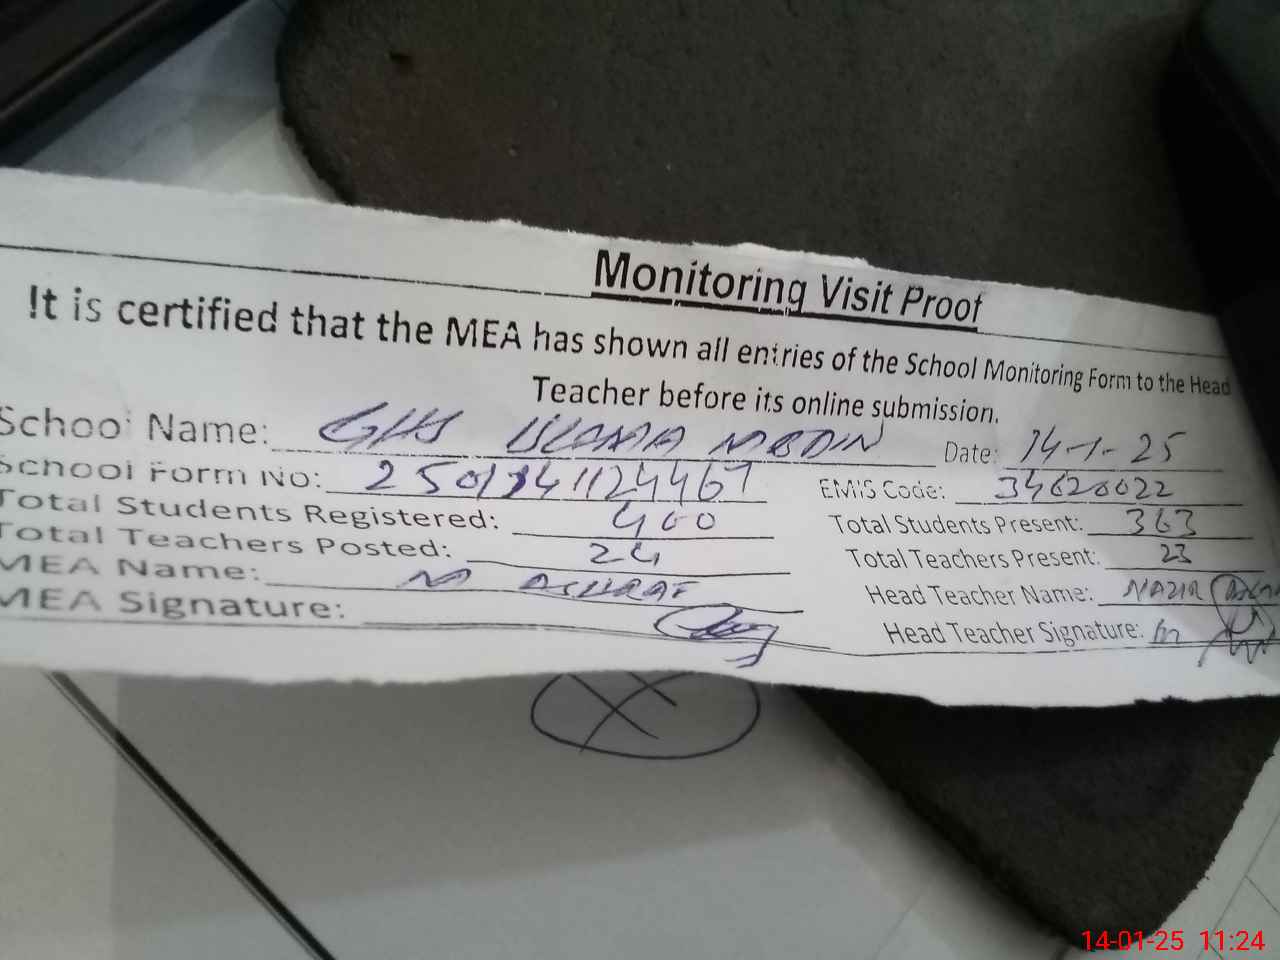 Monitoring Visit Proof
It is certified that the MEA has shown all entries of the School Monitoring Form to the Head
Teacher before its online submission.
School Name: GHS Date: 14-1-25
School Form No: EMIS Code: 34620022
Total Students Registered: 400 Total Students Present: 363
Total Teachers Posted: 24 Total Teachers Present: 23
MEA Name: M ASHRAF Head Teacher Name: NAZIR
MEA Signature: Head Teacher Signature:
14-01-25 11:24